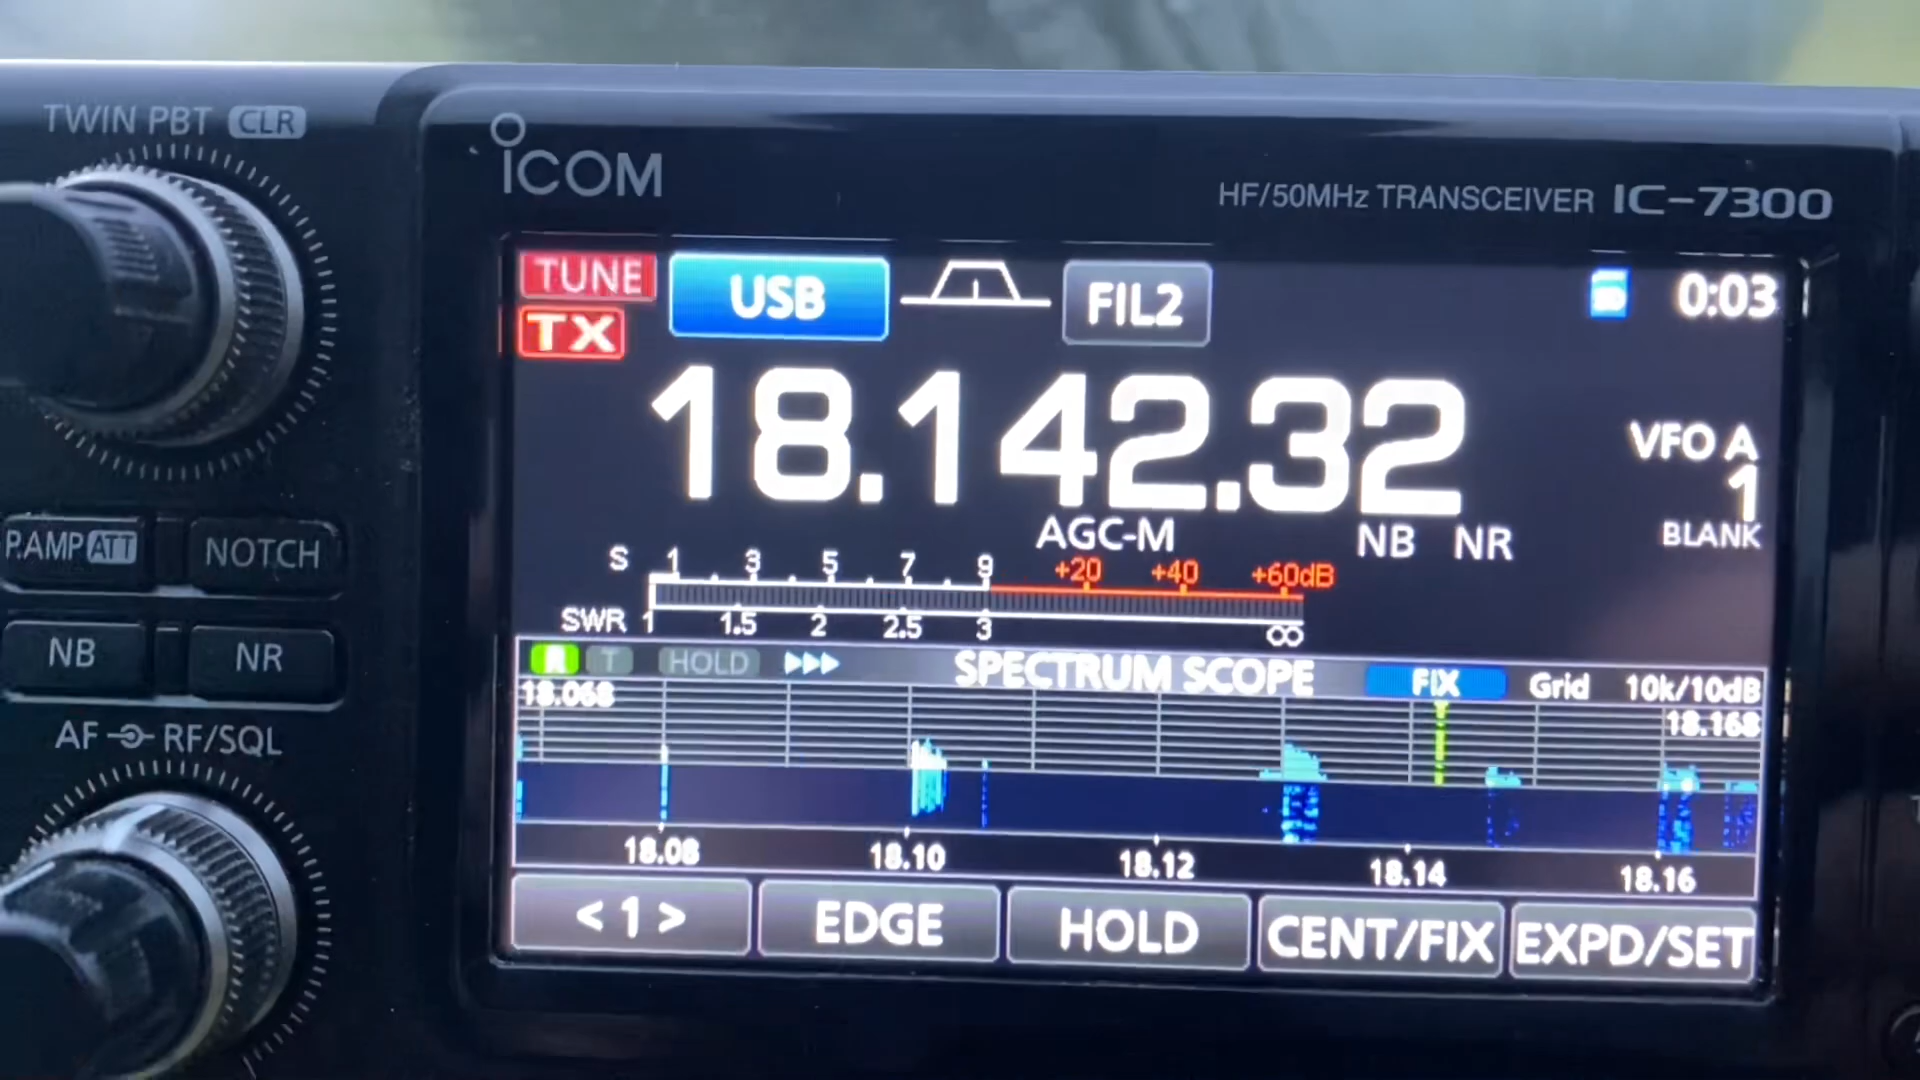 TWIN PBT CLR
ICOM
HF/50MHz TRANSCEIVER IC-7300
TUNE USB FIL2 0:03
TX
18.142.32
VFO A
1
BLANK
AGC-M NB NR
P.AMP ATT NOTCH
S 1 3 5 7 9 +20 +40 +60dB
SWR 1 1.5 2 2.5 3 ∞
NB NR
R T HOLD SPECTRUM SCOPE FIX Grid 10k/10dB
18.068 18.168
AF RF/SQL
18.08 18.10 18.12 18.14 18.16
< 1 > EDGE HOLD CENT/FIX EXPD/SET